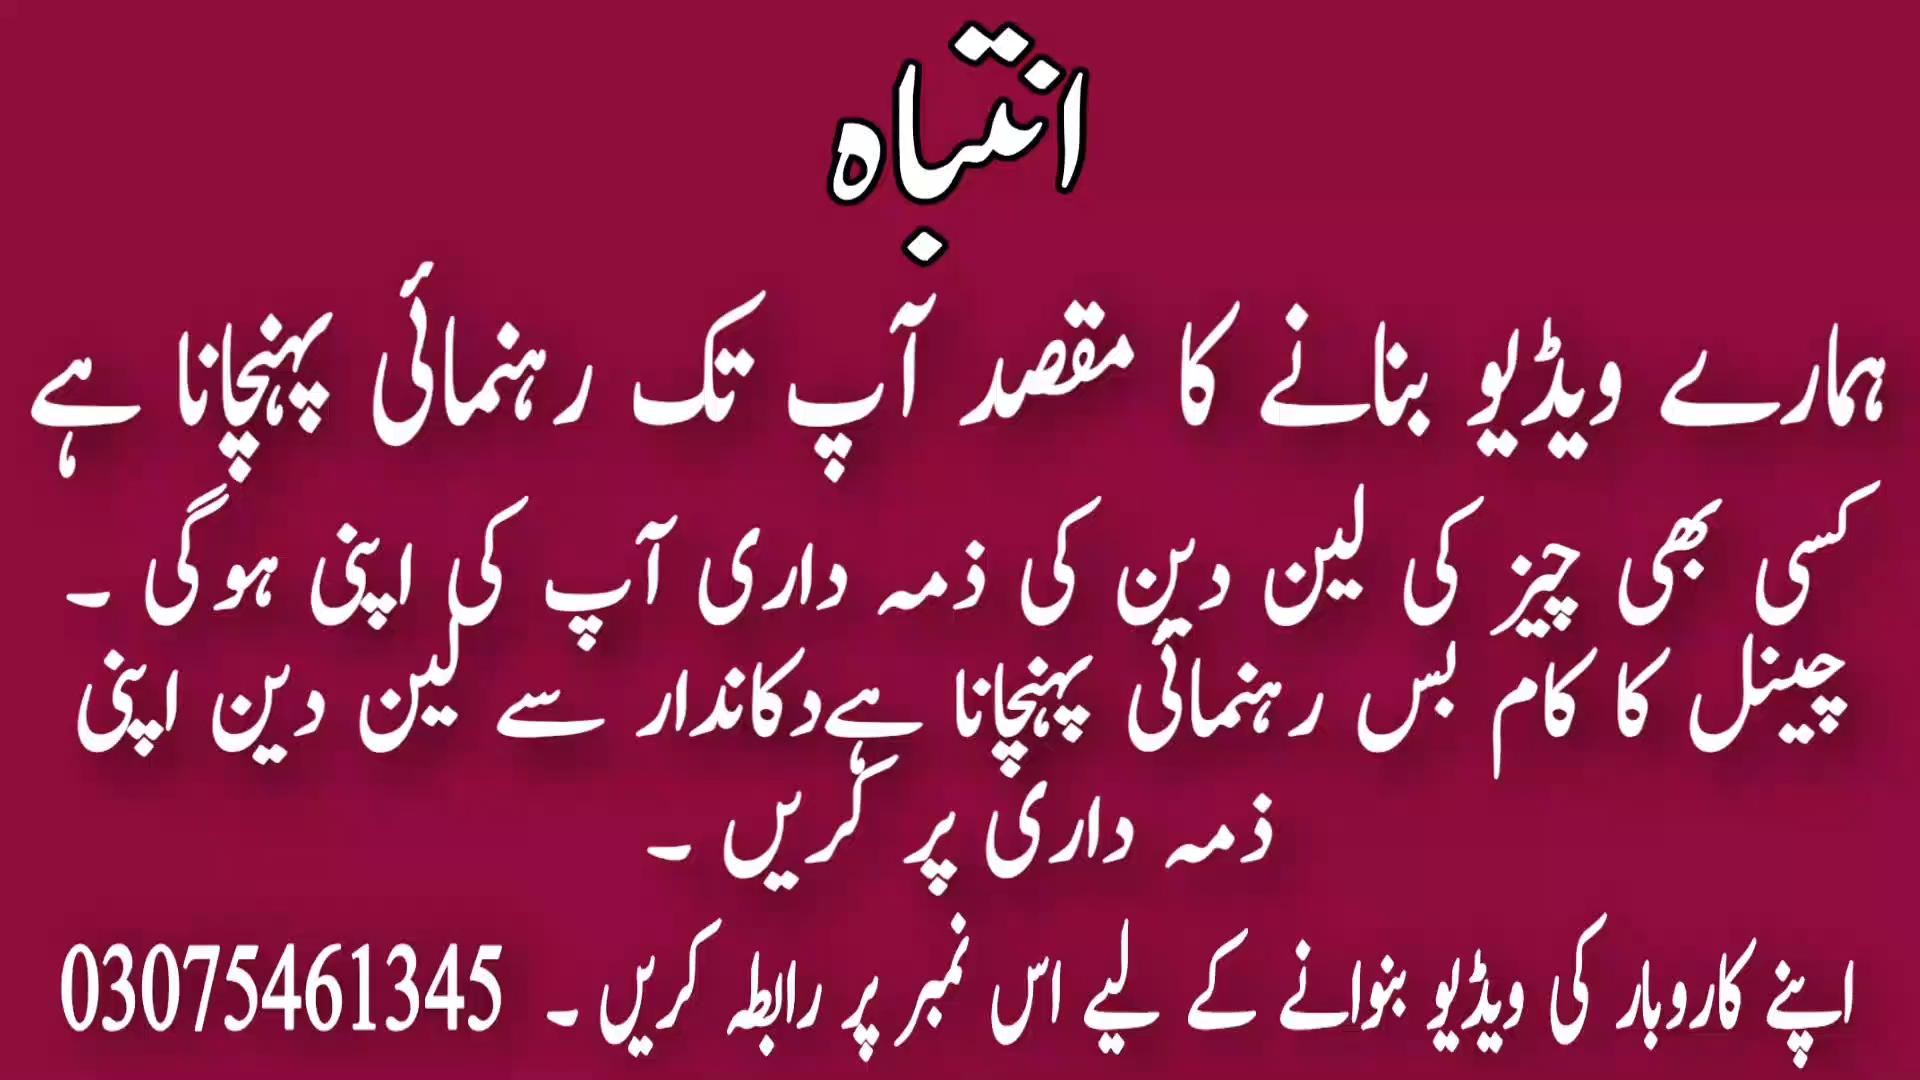 انتباہ
ہمارے ویڈیو بنانے کا مقصد آپ تک رہنمائی پہنچانا ہے
کسی بھی چیز کی لین دین کی ذمہ داری آپ کی اپنی ہوگی ۔
چینل کا کام بس رہنمائی پہنچانا ہےدکاندار سے لین دین اپنی
ذمہ داری پر کریں ۔
اپنے کاروبار کی ویڈیو بنوانے کے لیے اس نمبر پر رابطہ کریں ۔ 03075461345